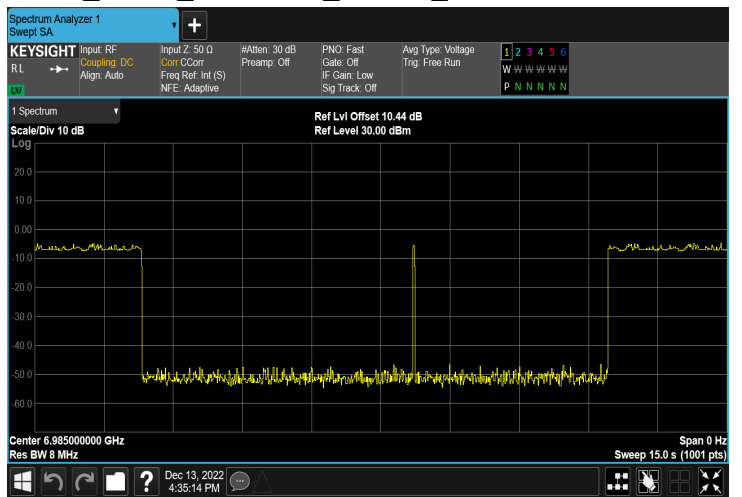 Spectrum Analyzer 1
Swept SA
KEYSIGHT
R L
LXI
Input: RF
Coupling: DC
Align: Auto
Input Z: 50 Ω
Corr CCorr
Freq Ref: Int (S)
NFE: Adaptive
#Atten: 30 dB
Preamp: Off
PNO: Fast
Gate: Off
IF Gain: Low
Sig Track: Off
Avg Type: Voltage
Trig: Free Run
1 2 3 4 5 6
W W W W W W
P N N N N N
1 Spectrum
Scale/Div 10 dB
Ref Lvl Offset 10.44 dB
Ref Level 30.00 dBm
Log
20.0
10.0
0.00
-10.0
-20.0
-30.0
-40.0
-50.0
-60.0
Center 6.985000000 GHz
Res BW 8 MHz
Span 0 Hz
Sweep 15.0 s (1001 pts)
?
Dec 13, 2022
4:35:14 PM